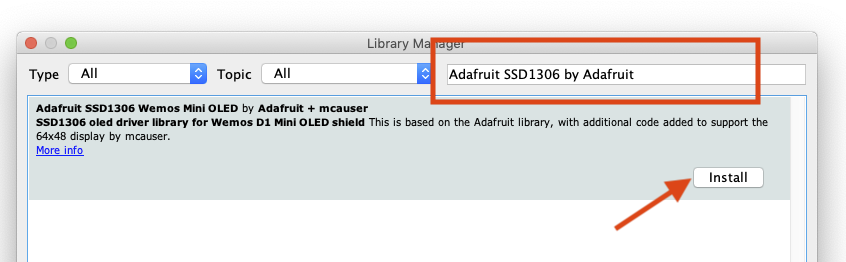 Library Manager
Type All Topic All Adafruit SSD1306 by Adafruit
Adafruit SSD1306 Wemos Mini OLED by Adafruit + mcauser
SSD1306 oled driver library for Wemos D1 Mini OLED shield This is based on the Adafruit library, with additional code added to support the
64x48 display by mcauser.
More info
Install